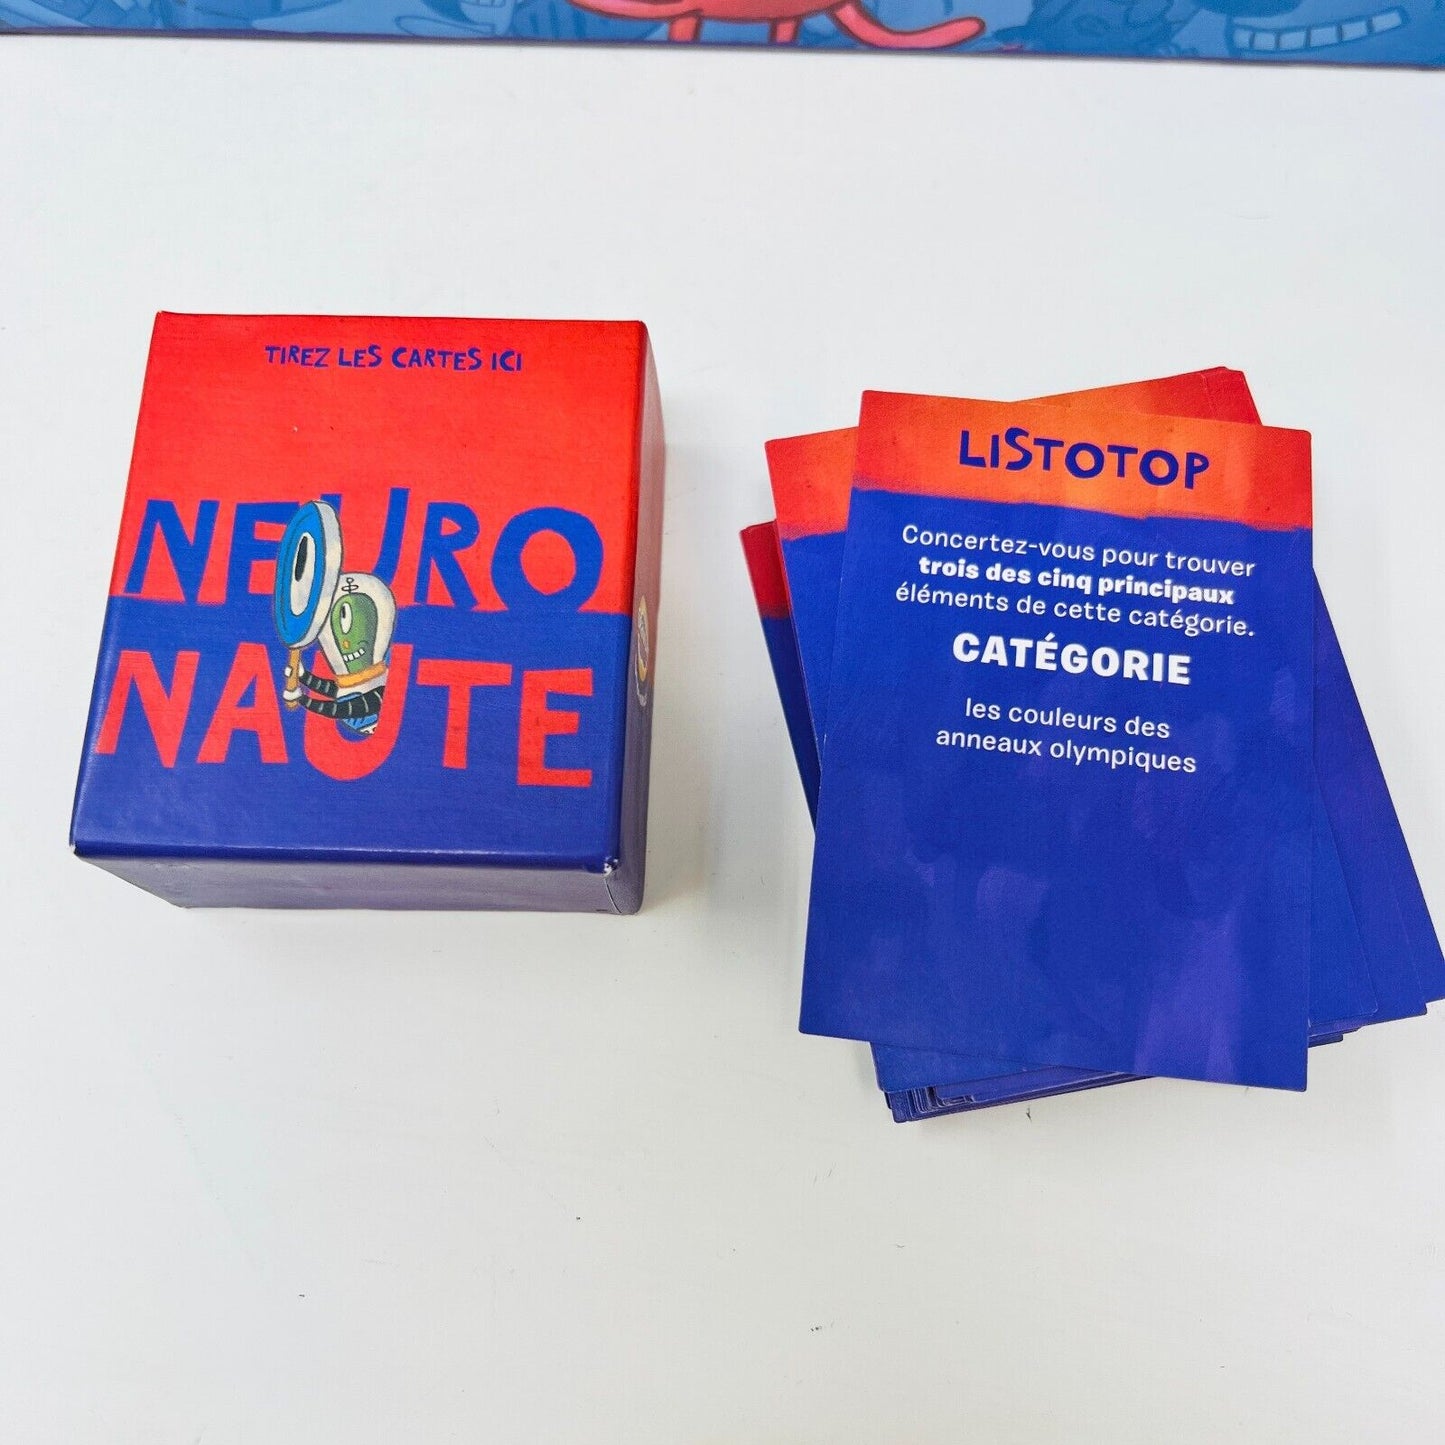 TIREZ LES CARTES ICI
NEURO
NAUTE
LISTOTOP
Concertez-vous pour trouver
trois des cinq principaux
éléments de cette catégorie.
CATÉGORIE
les couleurs des
anneaux olympiques